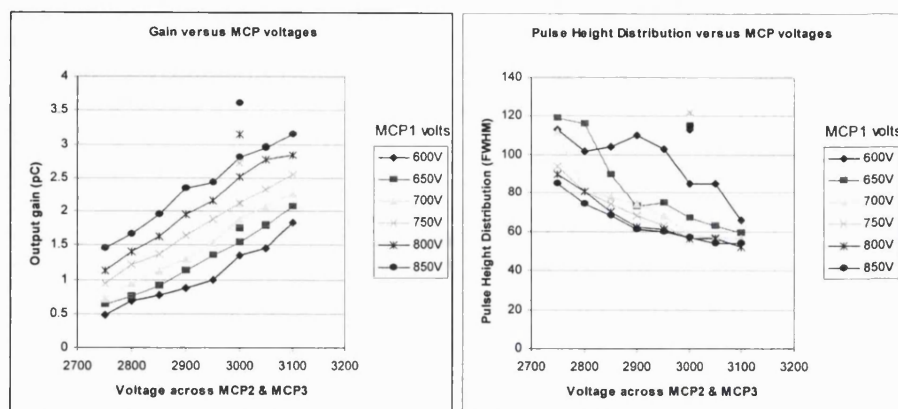 Gain versus MCP voltages
4
3.5
3
2.5
2
1.5
1
0.5
0
Output gain (pC)
2700 2800 2900 3000 3100 3200
Voltage across MCP2 & MCP3
MCP1 volts
600V
650V
700V
750V
800V
850V
Pulse Height Distribution versus MCP voltages
140
120
100
80
60
40
20
0
Pulse Height Distribution (FWHM)
2700 2800 2900 3000 3100 3200
Voltage across MCP2 & MCP3
MCP1 volts
600V
650V
700V
750V
800V
850V